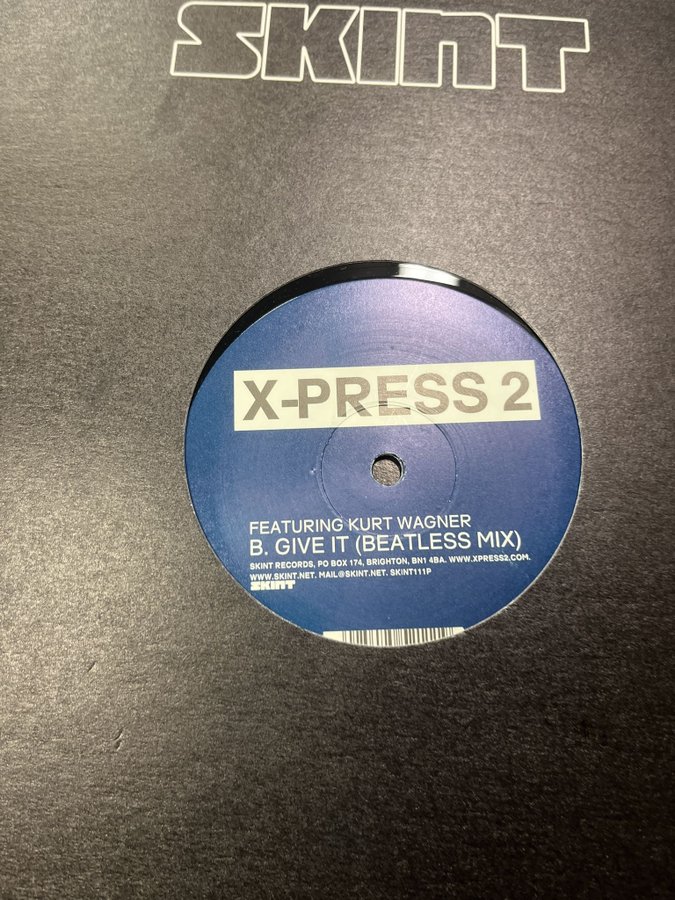 SKINT
X-PRESS 2
FEATURING KURT WAGNER
B. GIVE IT (BEATLESS MIX)
SKINT RECORDS, PO BOX 174, BRIGHTON, BN1 4BA. WWW.XPRESS2.COM.
WWW.SKINT.NET. MAIL@SKINT.NET. SKINT111P
SKINT